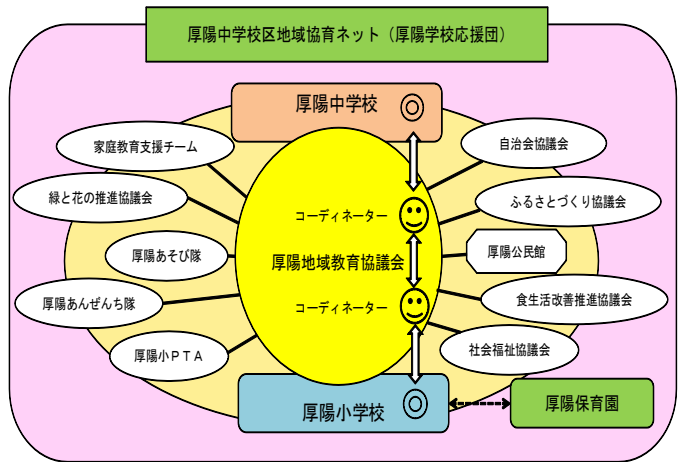 厚陽中学校区地域協育ネット（厚陽学校応援団）
厚陽中学校 ◎
家庭教育支援チーム
自治会協議会
緑と花の推進協議会
ふるさとづくり協議会
コーディネーター
厚陽あそび隊
厚陽地域教育協議会
厚陽公民館
厚陽あんぜんち隊
コーディネーター
食生活改善推進協議会
厚陽小ＰＴＡ
社会福祉協議会
厚陽小学校 ◎
厚陽保育園